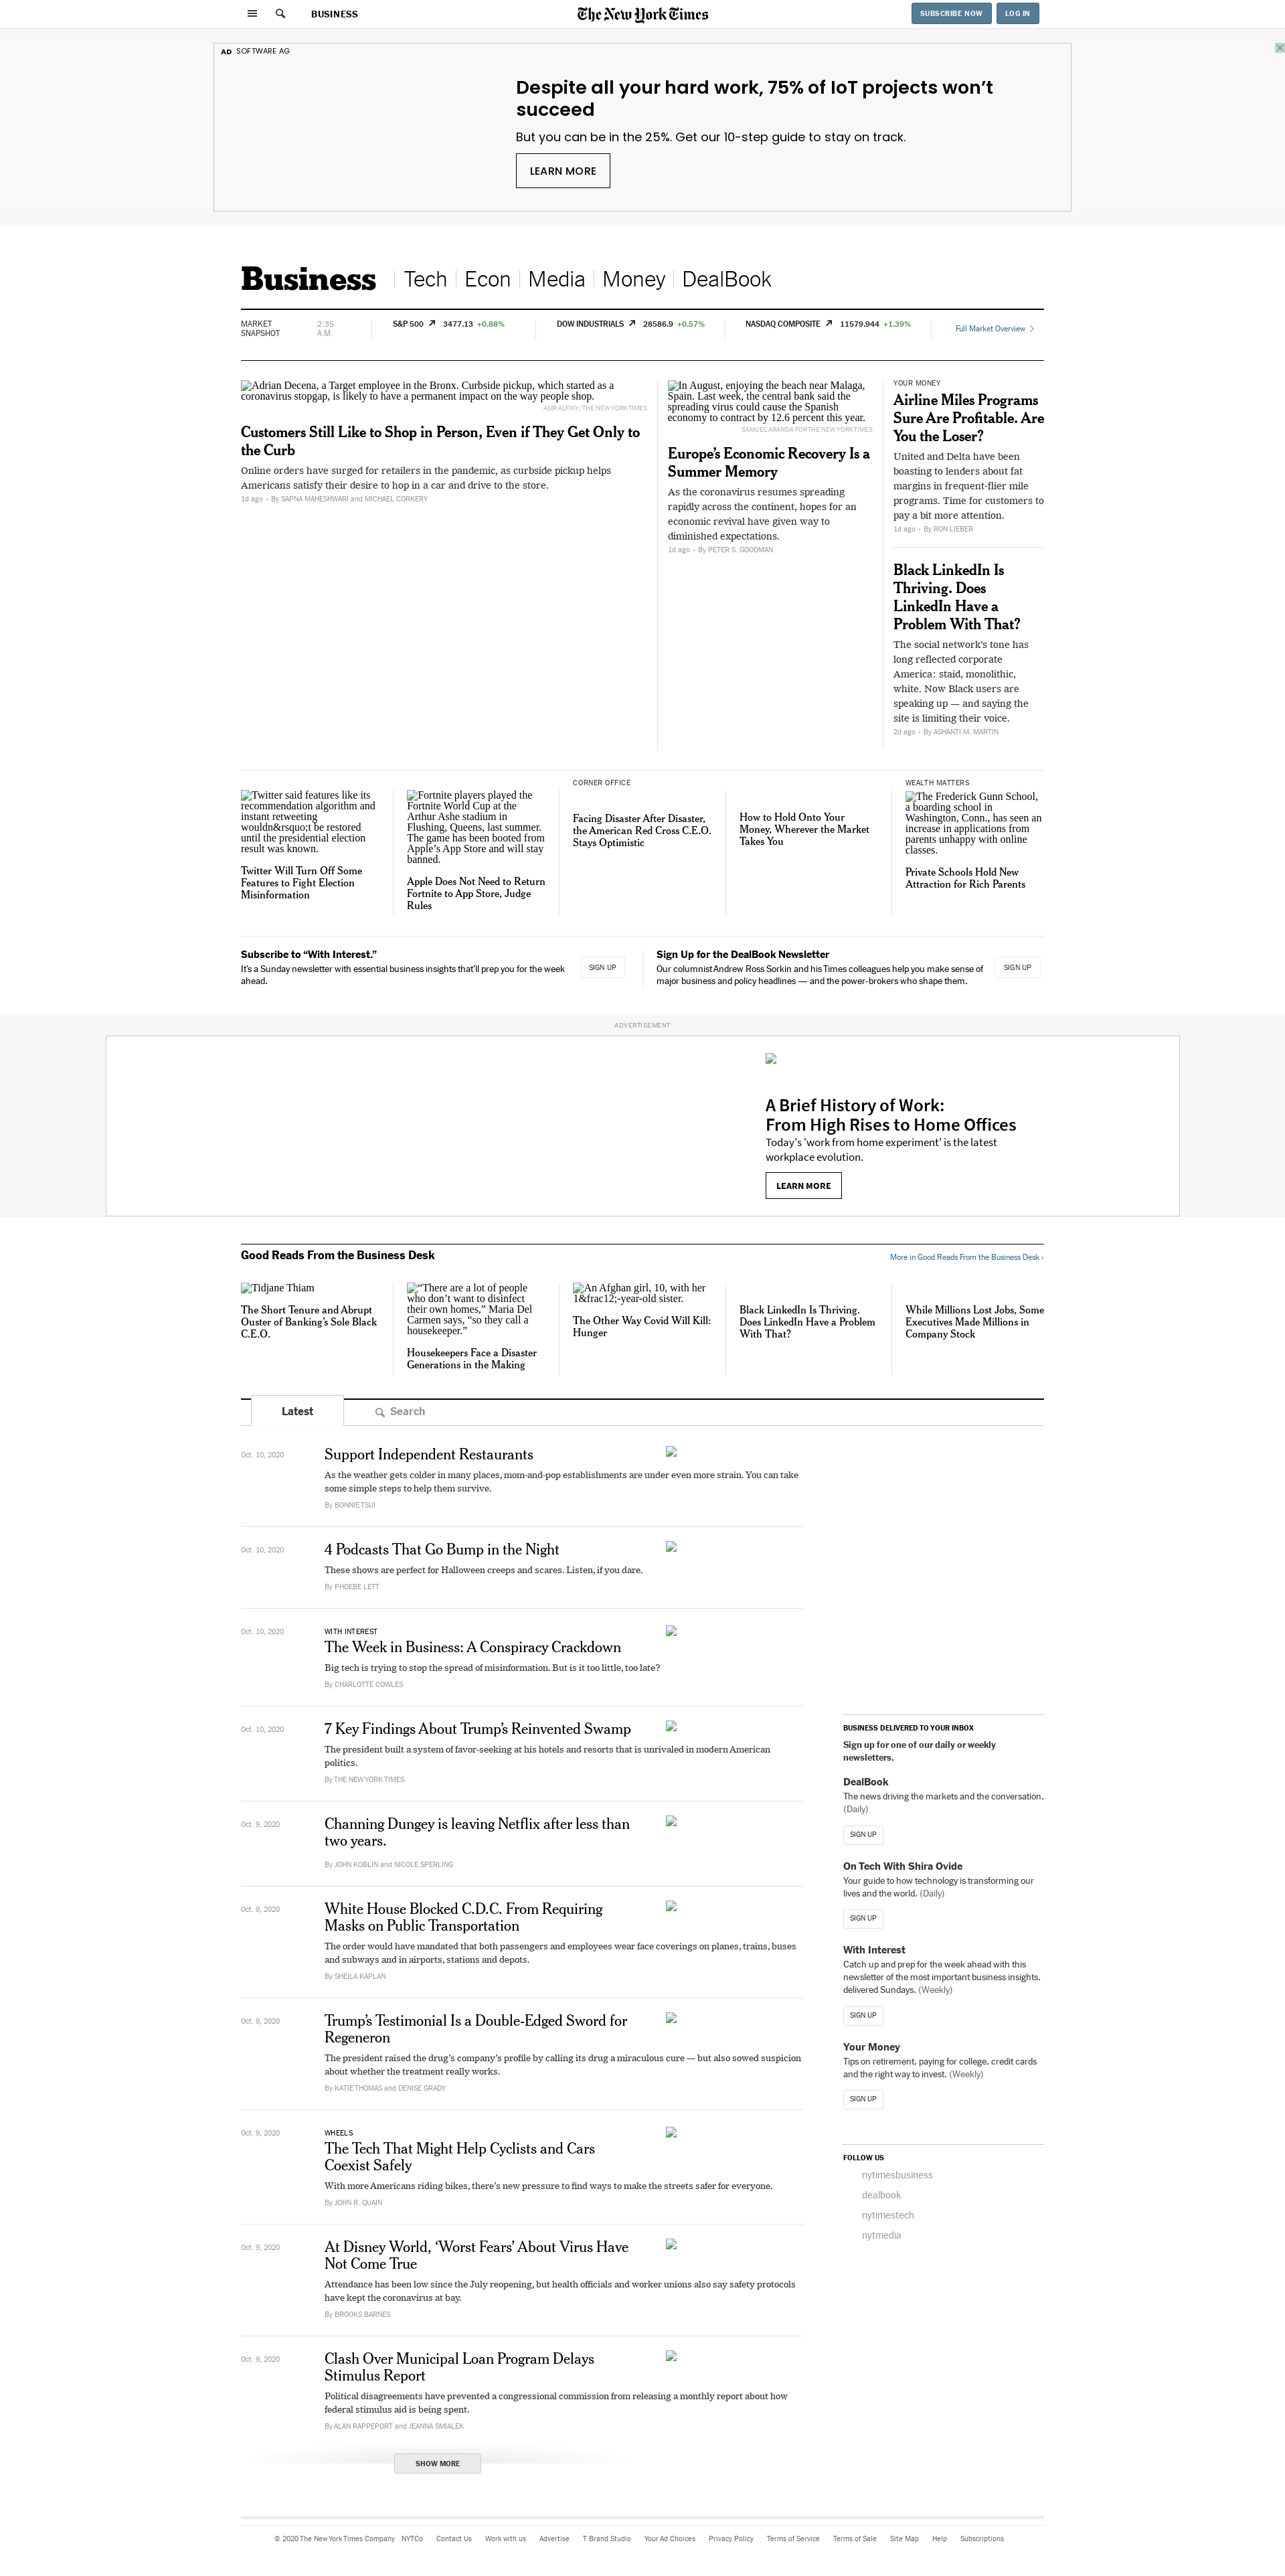 BUSINESS
The New York Times
SUBSCRIBE NOW
LOG IN
AD SOFTWARE AG
Despite all your hard work, 75% of IoT projects won’t
succeed
But you can be in the 25%. Get our 10-step guide to stay on track.
LEARN MORE
Business
Tech
Econ
Media
Money
DealBook
MARKET
SNAPSHOT
2:35
A.M.
S&P 500 3477.13 +0.88%
DOW INDUSTRIALS 28586.9 +0.57%
NASDAQ COMPOSITE 11579.944 +1.39%
Full Market Overview
Adrian Decena, a Target employee in the Bronx. Curbside pickup, which started as a
coronavirus stopgap, is likely to have a permanent impact on the way people shop.
AMR ALFIKY/THE NEW YORK TIMES
Customers Still Like to Shop in Person, Even if They Get Only to
the Curb
Online orders have surged for retailers in the pandemic, as curbside pickup helps
Americans satisfy their desire to hop in a car and drive to the store.
1d ago • By SAPNA MAHESHWARI and MICHAEL CORKERY
In August, enjoying the beach near Malaga,
Spain. Last week, the central bank said the
spreading virus could cause the Spanish
economy to contract by 12.6 percent this year.
SAMUEL ARANDA FOR THE NEW YORK TIMES
Europe’s Economic Recovery Is a
Summer Memory
As the coronavirus resumes spreading
rapidly across the continent, hopes for an
economic revival have given way to
diminished expectations.
1d ago • By PETER S. GOODMAN
YOUR MONEY
Airline Miles Programs
Sure Are Profitable. Are
You the Loser?
United and Delta have been
boasting to lenders about fat
margins in frequent-flier mile
programs. Time for customers to
pay a bit more attention.
1d ago • By RON LIEBER
Black LinkedIn Is
Thriving. Does
LinkedIn Have a
Problem With That?
The social network’s tone has
long reflected corporate
America: staid, monolithic,
white. Now Black users are
speaking up — and saying the
site is limiting their voice.
2d ago • By ASHANTI M. MARTIN
Twitter said features like its
recommendation algorithm and
instant retweeting
wouldn&rsquo;t be restored
until the presidential election
result was known.
Twitter Will Turn Off Some
Features to Fight Election
Misinformation
Fortnite players played the
Fortnite World Cup at the
Arthur Ashe stadium in
Flushing, Queens, last summer.
The game has been booted from
Apple’s App Store and will stay
banned.
Apple Does Not Need to Return
Fortnite to App Store, Judge
Rules
CORNER OFFICE
Facing Disaster After Disaster,
the American Red Cross C.E.O.
Stays Optimistic
How to Hold Onto Your
Money, Wherever the Market
Takes You
WEALTH MATTERS
The Frederick Gunn School,
a boarding school in
Washington, Conn., has seen an
increase in applications from
parents unhappy with online
classes.
Private Schools Hold New
Attraction for Rich Parents
Subscribe to “With Interest.”
It’s a Sunday newsletter with essential business insights that’ll prep you for the week
ahead.
SIGN UP
Sign Up for the DealBook Newsletter
Our columnist Andrew Ross Sorkin and his Times colleagues help you make sense of
major business and policy headlines — and the power-brokers who shape them.
SIGN UP
ADVERTISEMENT
A Brief History of Work:
From High Rises to Home Offices
Today's 'work from home experiment' is the latest
workplace evolution.
LEARN MORE
Good Reads From the Business Desk
More in Good Reads From the Business Desk ›
Tidjane Thiam
The Short Tenure and Abrupt
Ouster of Banking’s Sole Black
C.E.O.
“There are a lot of people
who don’t want to disinfect
their own homes,” Maria Del
Carmen says, “so they call a
housekeeper.”
Housekeepers Face a Disaster
Generations in the Making
An Afghan girl, 10, with her
1&frac12;-year-old sister.
The Other Way Covid Will Kill:
Hunger
Black LinkedIn Is Thriving.
Does LinkedIn Have a Problem
With That?
While Millions Lost Jobs, Some
Executives Made Millions in
Company Stock
Latest
Search
Oct. 10, 2020
Support Independent Restaurants
As the weather gets colder in many places, mom-and-pop establishments are under even more strain. You can take
some simple steps to help them survive.
By BONNIE TSUI
Oct. 10, 2020
4 Podcasts That Go Bump in the Night
These shows are perfect for Halloween creeps and scares. Listen, if you dare.
By PHOEBE LETT
Oct. 10, 2020
WITH INTEREST
The Week in Business: A Conspiracy Crackdown
Big tech is trying to stop the spread of misinformation. But is it too little, too late?
By CHARLOTTE COWLES
Oct. 10, 2020
7 Key Findings About Trump’s Reinvented Swamp
The president built a system of favor-seeking at his hotels and resorts that is unrivaled in modern American
politics.
By THE NEW YORK TIMES
Oct. 9, 2020
Channing Dungey is leaving Netflix after less than
two years.
By JOHN KOBLIN and NICOLE SPERLING
Oct. 9, 2020
White House Blocked C.D.C. From Requiring
Masks on Public Transportation
The order would have mandated that both passengers and employees wear face coverings on planes, trains, buses
and subways and in airports, stations and depots.
By SHEILA KAPLAN
Oct. 9, 2020
Trump’s Testimonial Is a Double-Edged Sword for
Regeneron
The president raised the drug’s company’s profile by calling its drug a miraculous cure — but also sowed suspicion
about whether the treatment really works.
By KATIE THOMAS and DENISE GRADY
Oct. 9, 2020
WHEELS
The Tech That Might Help Cyclists and Cars
Coexist Safely
With more Americans riding bikes, there’s new pressure to find ways to make the streets safer for everyone.
By JOHN R. QUAIN
Oct. 9, 2020
At Disney World, ‘Worst Fears’ About Virus Have
Not Come True
Attendance has been low since the July reopening, but health officials and worker unions also say safety protocols
have kept the coronavirus at bay.
By BROOKS BARNES
Oct. 9, 2020
Clash Over Municipal Loan Program Delays
Stimulus Report
Political disagreements have prevented a congressional commission from releasing a monthly report about how
federal stimulus aid is being spent.
By ALAN RAPPEPORT and JEANNA SMIALEK
SHOW MORE
BUSINESS DELIVERED TO YOUR INBOX
Sign up for one of our daily or weekly
newsletters.
DealBook
The news driving the markets and the conversation.
(Daily)
SIGN UP
On Tech With Shira Ovide
Your guide to how technology is transforming our
lives and the world. (Daily)
SIGN UP
With Interest
Catch up and prep for the week ahead with this
newsletter of the most important business insights,
delivered Sundays. (Weekly)
SIGN UP
Your Money
Tips on retirement, paying for college, credit cards
and the right way to invest. (Weekly)
SIGN UP
FOLLOW US
nytimesbusiness
dealbook
nytimestech
nytmedia
© 2020 The New York Times Company
NYTCo
Contact Us
Work with us
Advertise
T Brand Studio
Your Ad Choices
Privacy Policy
Terms of Service
Terms of Sale
Site Map
Help
Subscriptions